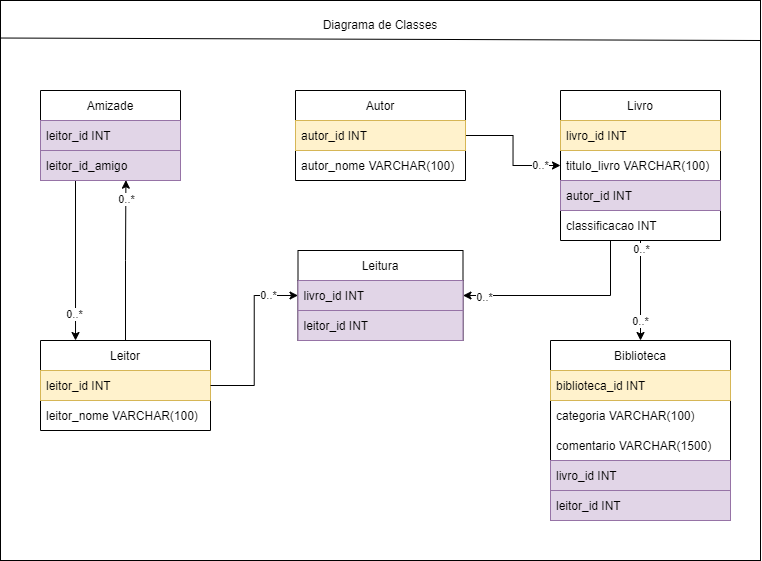 Diagrama de Classes
Amizade
leitor_id INT
leitor_id_amigo
Autor
autor_id INT
autor_nome VARCHAR(100)
Livro
livro_id INT
titulo_livro VARCHAR(100)
autor_id INT
classificacao INT
0..*
0..*
0..*
0..*
0..*
0..*
0..*
Leitura
livro_id INT
leitor_id INT
Leitor
leitor_id INT
leitor_nome VARCHAR(100)
Biblioteca
biblioteca_id INT
categoria VARCHAR(100)
comentario VARCHAR(1500)
livro_id INT
leitor_id INT